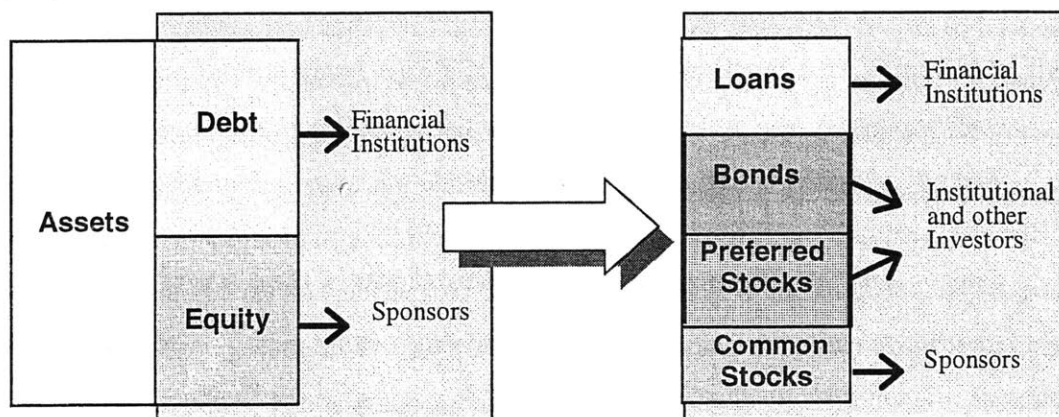 Assets
Debt
Financial
Institutions
Equity
Sponsors
Loans
Financial
Institutions
Bonds
Institutional
and other
Investors
Preferred
Stocks
Common
Stocks
Sponsors